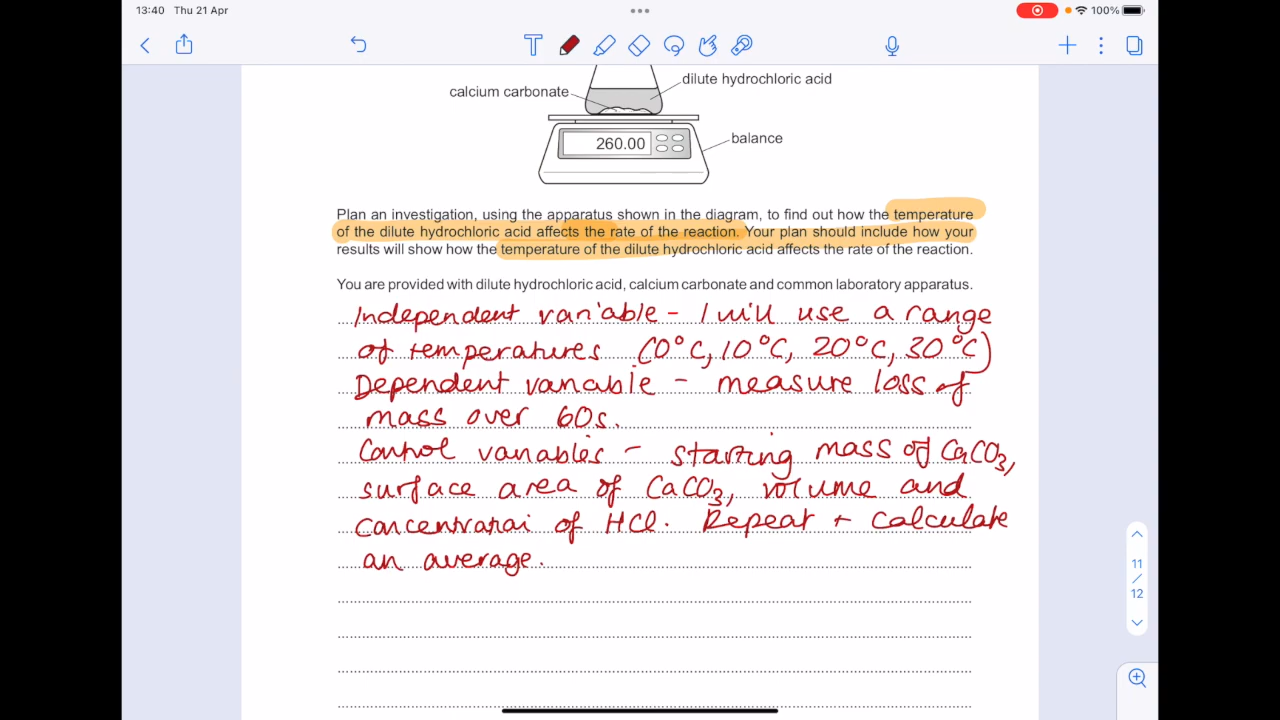 13:40 Thu 21 Apr
100%
T
dilute hydrochloric acid
calcium carbonate
260.00
balance
Plan an investigation, using the apparatus shown in the diagram, to find out how the temperature
of the dilute hydrochloric acid affects the rate of the reaction. Your plan should include how your
results will show how the temperature of the dilute hydrochloric acid affects the rate of the reaction.
You are provided with dilute hydrochloric acid, calcium carbonate and common laboratory apparatus.
Independent variable - I will use a range
of temperatures (0°C, 10°C, 20°C, 30°C)
Dependent variable - measure loss of
mass over 60s.
Control variables - starting mass of CaCO3,
surface area of CaCO3, volume and
concentration of HCl. Repeat + calculate
an average.
11
/
12